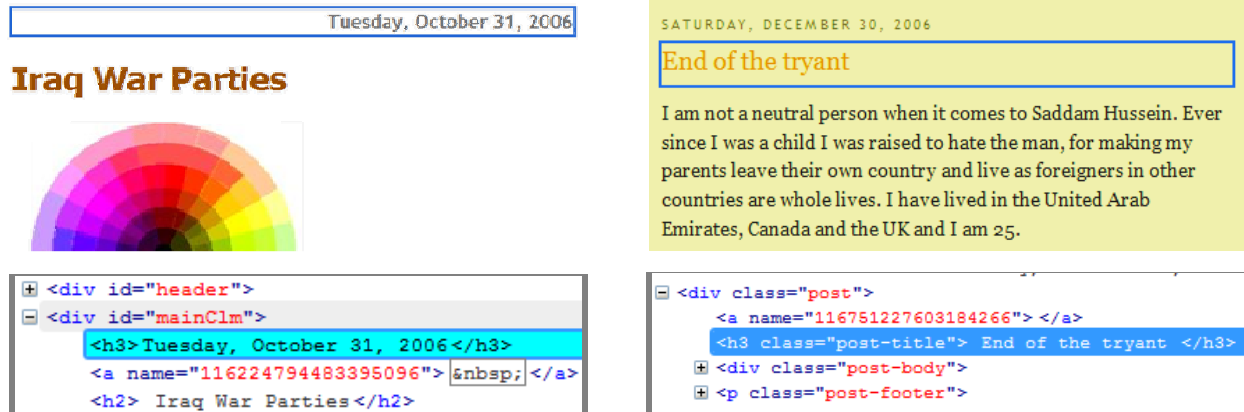 Tuesday, October 31, 2006
Iraq War Parties
<div id="header">
<div id="mainClm">
<h3>Tuesday, October 31, 2006</h3>
<a name="116224794483395096"> &nbsp; </a>
<h2> Iraq War Parties</h2>
SATURDAY, DECEMBER 30, 2006
End of the tryant
I am not a neutral person when it comes to Saddam Hussein. Ever
since I was a child I was raised to hate the man, for making my
parents leave their own country and live as foreigners in other
countries are whole lives. I have lived in the United Arab
Emirates, Canada and the UK and I am 25.
<div class="post">
<a name="116751227603184266"> </a>
<h3 class="post-title"> End of the tryant </h3>
<div class="post-body">
<p class="post-footer">